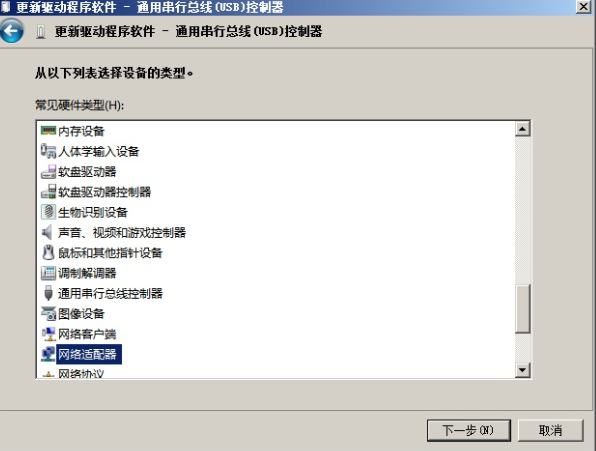 更新驱动程序软件 - 通用串行总线(USB)控制器
更新驱动程序软件 - 通用串行总线(USB)控制器
从以下列表选择设备的类型。
常见硬件类型(H):
内存设备
人体学输入设备
软盘驱动器
软盘驱动器控制器
生物识别设备
声音、视频和游戏控制器
鼠标和其他指针设备
调制解调器
通用串行总线控制器
图像设备
网络客户端
网络适配器
网络协议
下一步(N)
取消